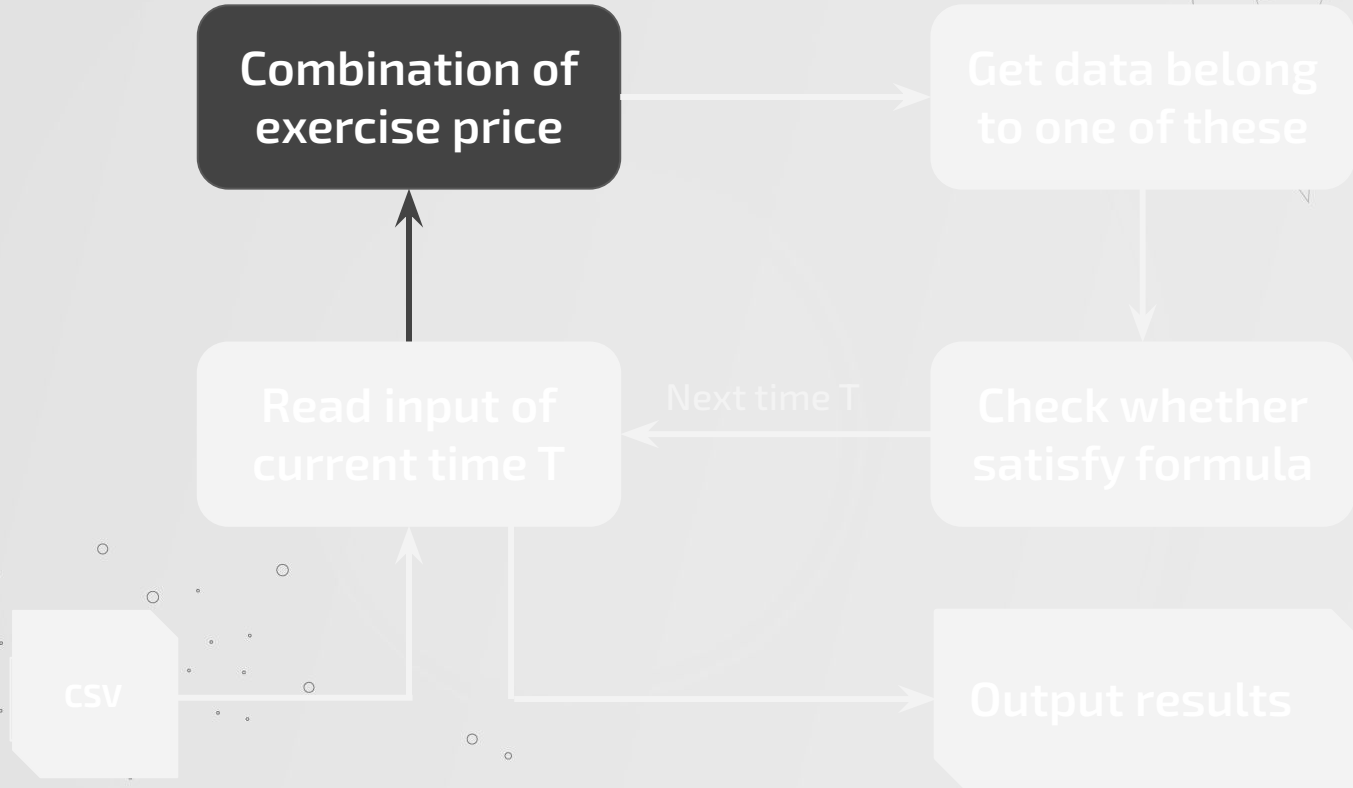 Combination of
exercise price
Get data belong
to one of these
Read input of
current time T
Next time T
Check whether
satisfy formula
CSV
Output results